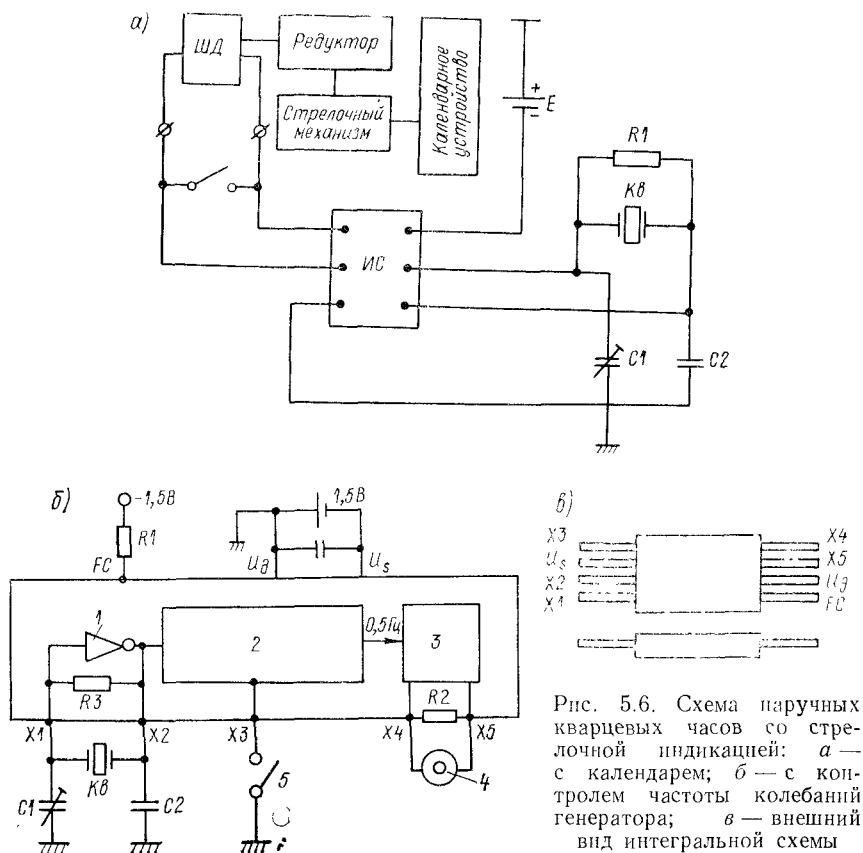 а)
ШД
Редуктор
Стрелочный
механизм
Календарное
устройство
+
E
−
R1
Кв
ИС
C1
C2
б)
-1,5В
R1
FC
1,5В
U∂
Us
1
2
0,5Гц
3
R3
R2
X1
X2
X3
X4
X5
Кв
5
4
C1
C2
в)
X3
Us
X2
X1
X4
X5
U∂
FC
Рис. 5.6. Схема наручных
кварцевых часов со стре-
лочной индикацией: а —
с календарем; б — с кон-
тролем частоты колебаний
генератора; в — внешний
вид интегральной схемы